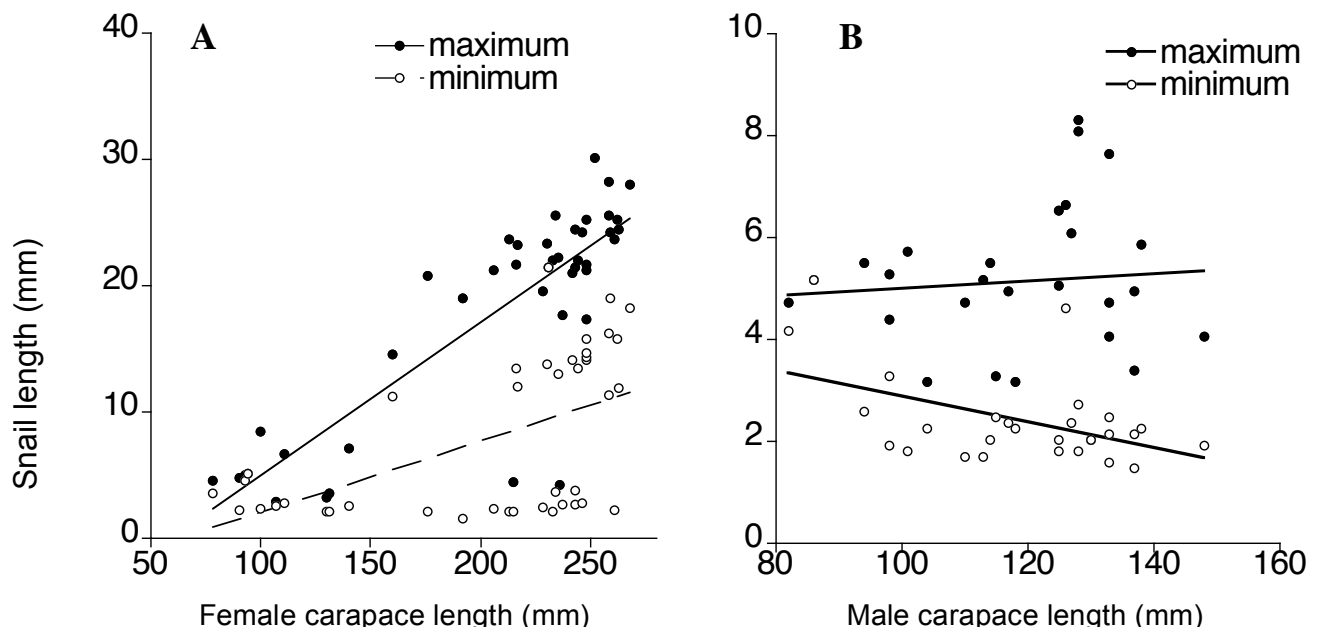 A
maximum
minimum
40
30
20
10
0
50 100 150 200 250
Snail length (mm)
Female carapace length (mm)
B
maximum
minimum
10
8
6
4
2
0
80 100 120 140 160
Male carapace length (mm)